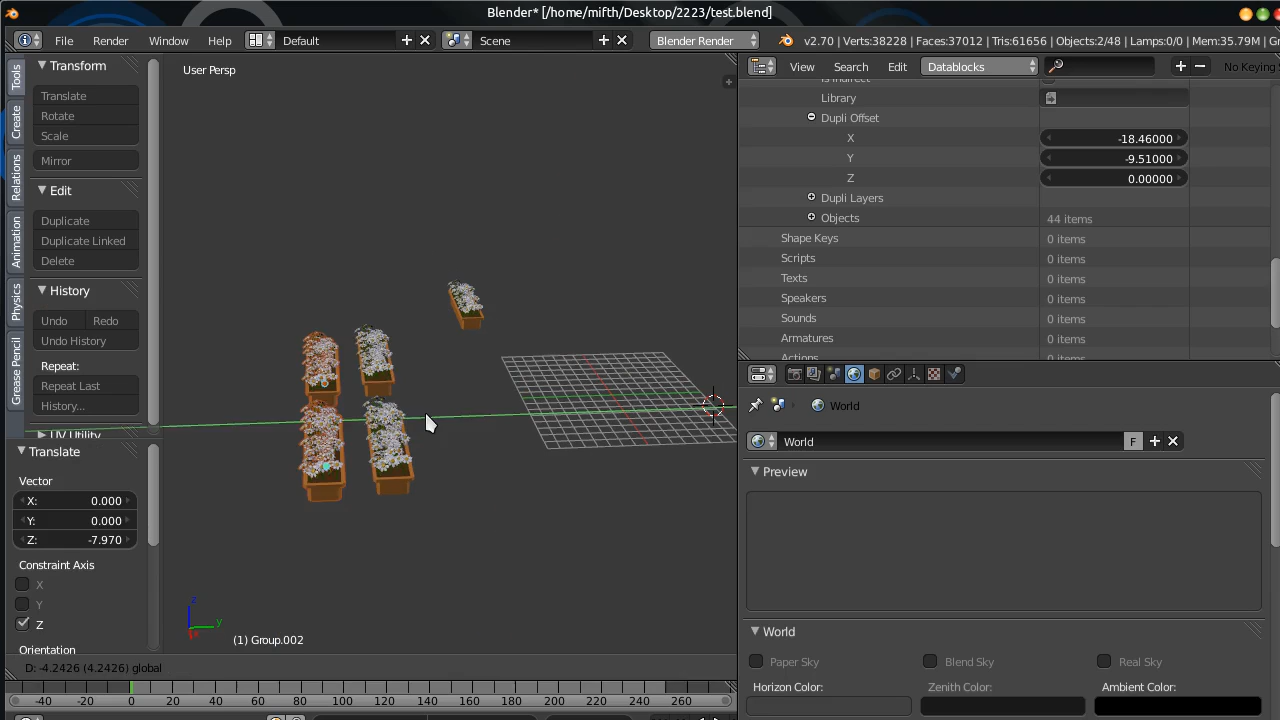 Blender* [/home/mifth/Desktop/2223/test.blend]
File Render Window Help Default Scene Blender Render v2.70 | Verts:38228 | Faces:37012 | Tris:61656 | Objects:2/48 | Lamps:0/0 | Mem:35.79M | Gr
Tools
Create
Relations
Animation
Physics
Grease Pencil
Transform
Translate
Rotate
Scale
Mirror
Edit
Duplicate
Duplicate Linked
Delete
History
Undo Redo
Undo History
Repeat:
Repeat Last
History...
UV Utility
Translate
Vector
X: 0.000
Y: 0.000
Z: -7.970
Constraint Axis
X
Y
Z
Orientation
User Persp
z
y
x
(1) Group.002
D: -4.2426 (4.2426) global
-40 -20 0 20 40 60 80 100 120 140 160 180 200 220 240 260
View Search Edit Datablocks No Keying
Library
Dupli Offset
X -18.46000
Y -9.51000
Z 0.00000
Dupli Layers
Objects 44 items
Shape Keys 0 items
Scripts 0 items
Texts 0 items
Speakers 0 items
Sounds 0 items
Armatures 0 items
Actions 0 items
World
World F
Preview
World
Paper Sky Blend Sky Real Sky
Horizon Color: Zenith Color: Ambient Color: